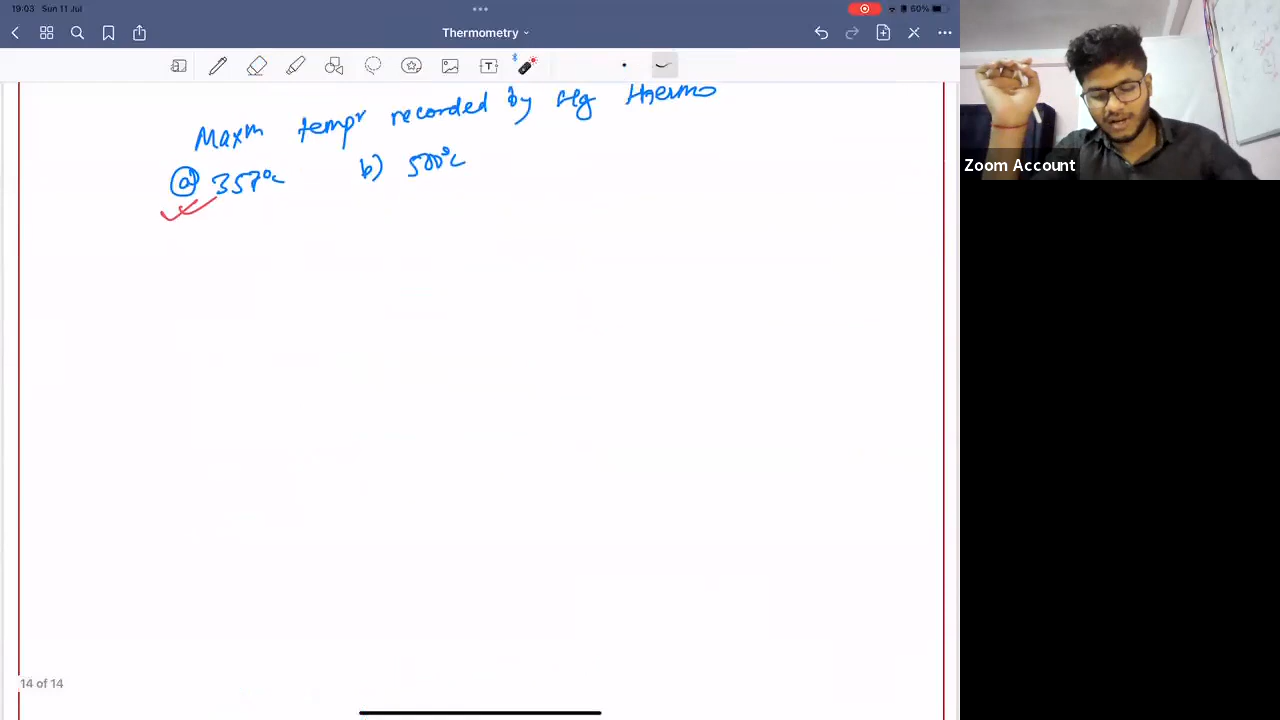 19:03 Sun 11 Jul
60%
Thermometry
Maxm tempr recorded by Hg thermo
a) 357°c b) 500°c
14 of 14
Zoom Account